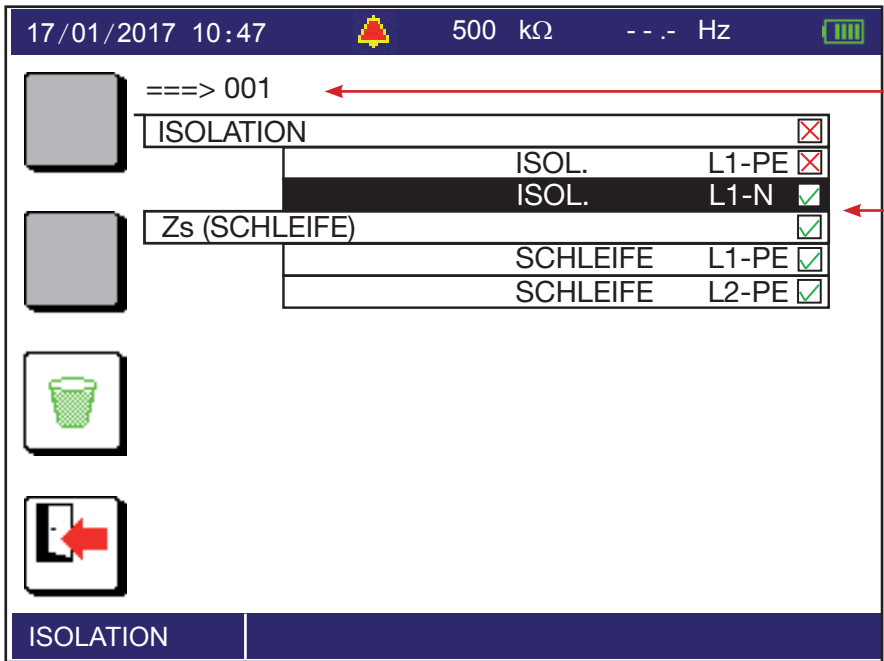 17/01/2017 10:47 500 kΩ - - .- Hz
===> 001
ISOLATION
ISOL. L1-PE
ISOL. L1-N
Zs (SCHLEIFE)
SCHLEIFE L1-PE
SCHLEIFE L2-PE
ISOLATION